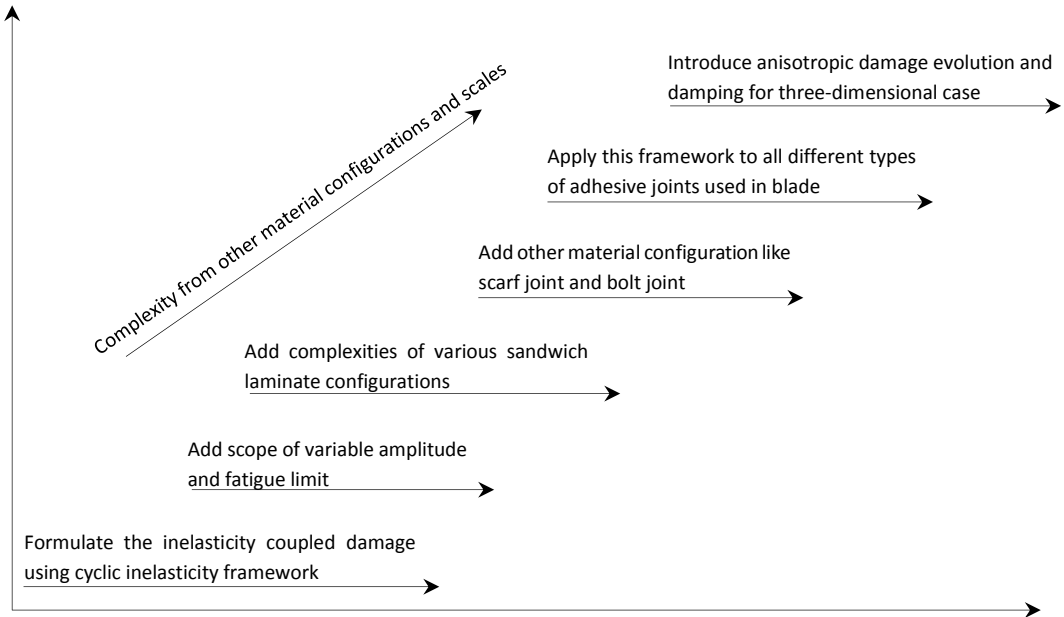 Introduce anisotropic damage evolution and
damping for three-dimensional case
Complexity from other material configurations and scales
Apply this framework to all different types
of adhesive joints used in blade
Add other material configuration like
scarf joint and bolt joint
Add complexities of various sandwich
laminate configurations
Add scope of variable amplitude
and fatigue limit
Formulate the inelasticity coupled damage
using cyclic inelasticity framework